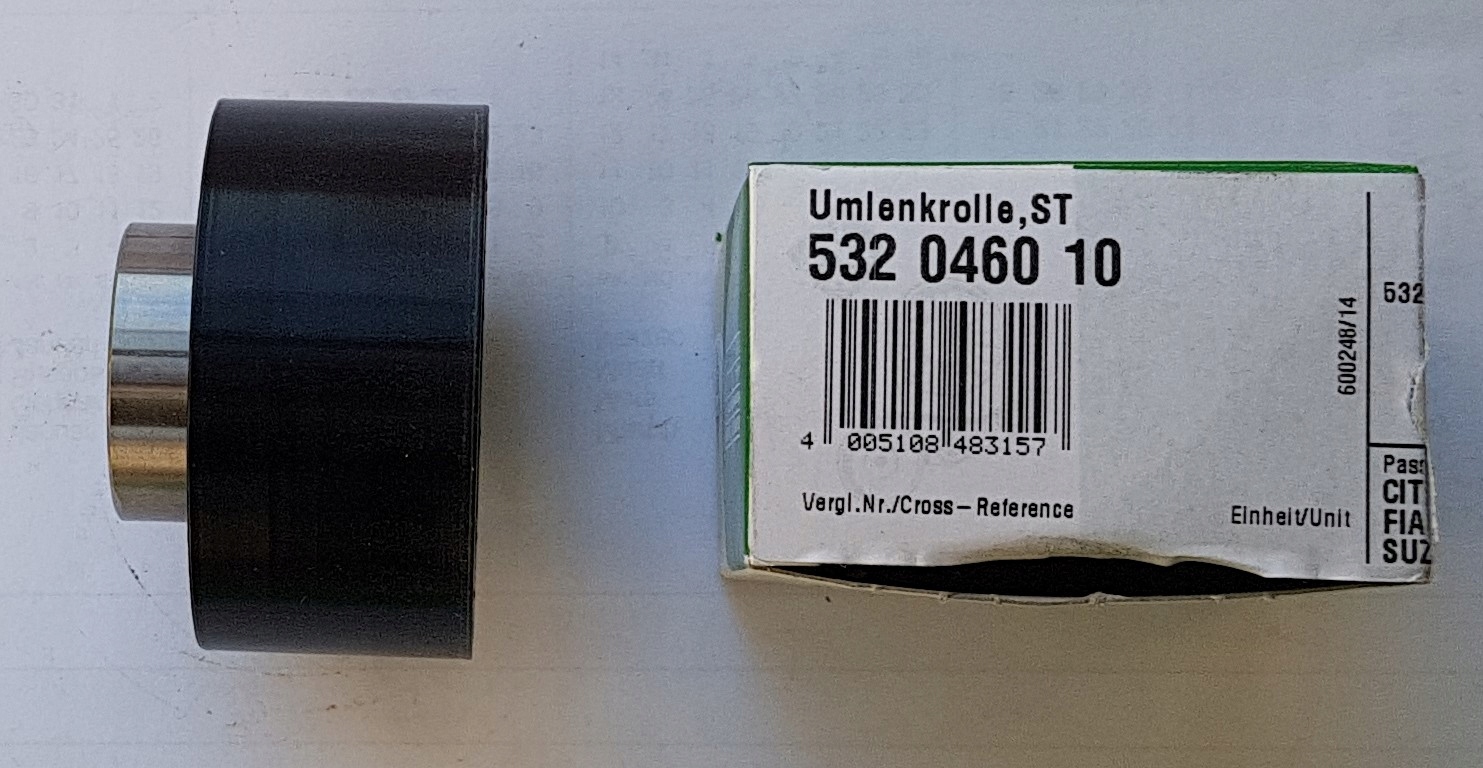 Umlenkrolle,ST
532 0460 10
4 005108 483157
Vergl.Nr./Cross-Reference
Einheit/Unit
600248/14
532
Pas
CIT
FIA
SUZ